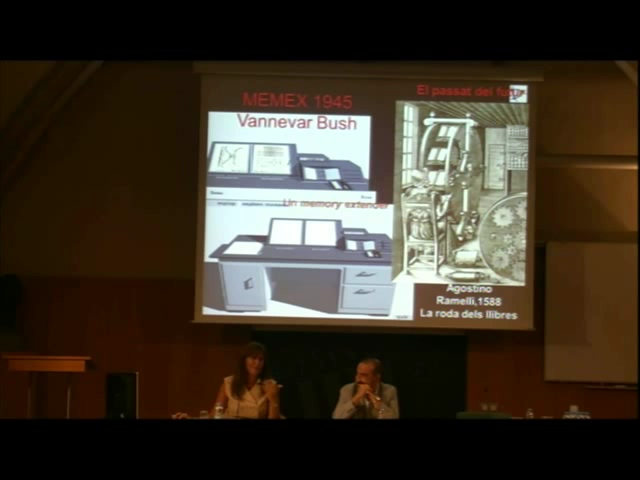 MEMEX 1945
Vannevar Bush
Un memory extender
El passat del futur
Agostino
Ramelli,1588
La roda dels llibres